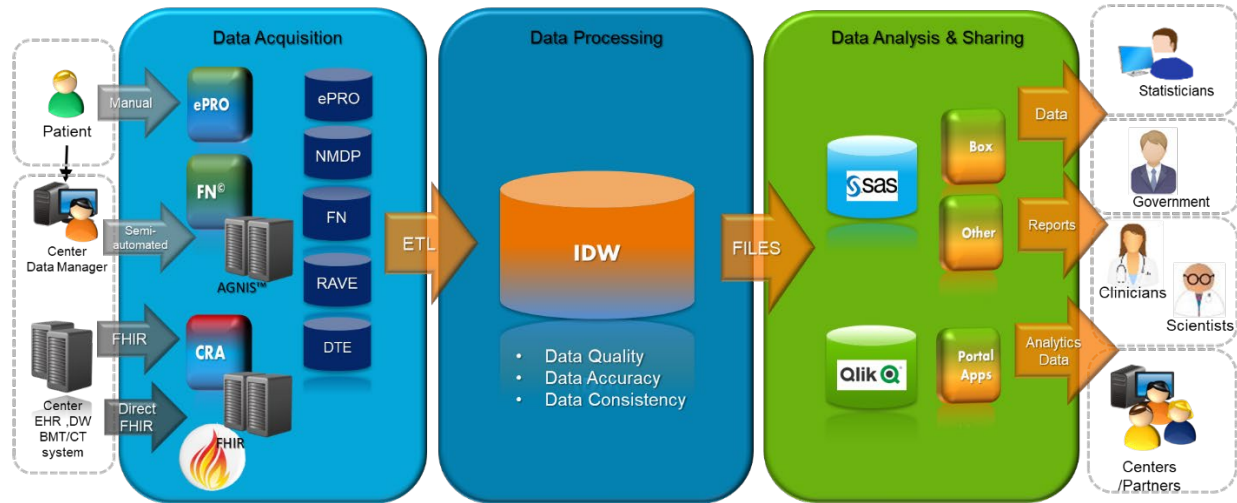 Data Acquisition
Data Processing
Data Analysis & Sharing
Patient
Manual
ePRO
ePRO
NMDP
FN©
FN
Center
Data Manager
Semi-
automated
AGNIS™
RAVE
FHIR
CRA
DTE
Center
EHR ,DW
BMT/CT
system
Direct
FHIR
FHIR
ETL
IDW
• Data Quality
• Data Accuracy
• Data Consistency
FILES
sas
Box
Other
Qlik
Portal
Apps
Data
Reports
Analytics
Data
Statisticians
Government
Clinicians
Scientists
Centers
/Partners